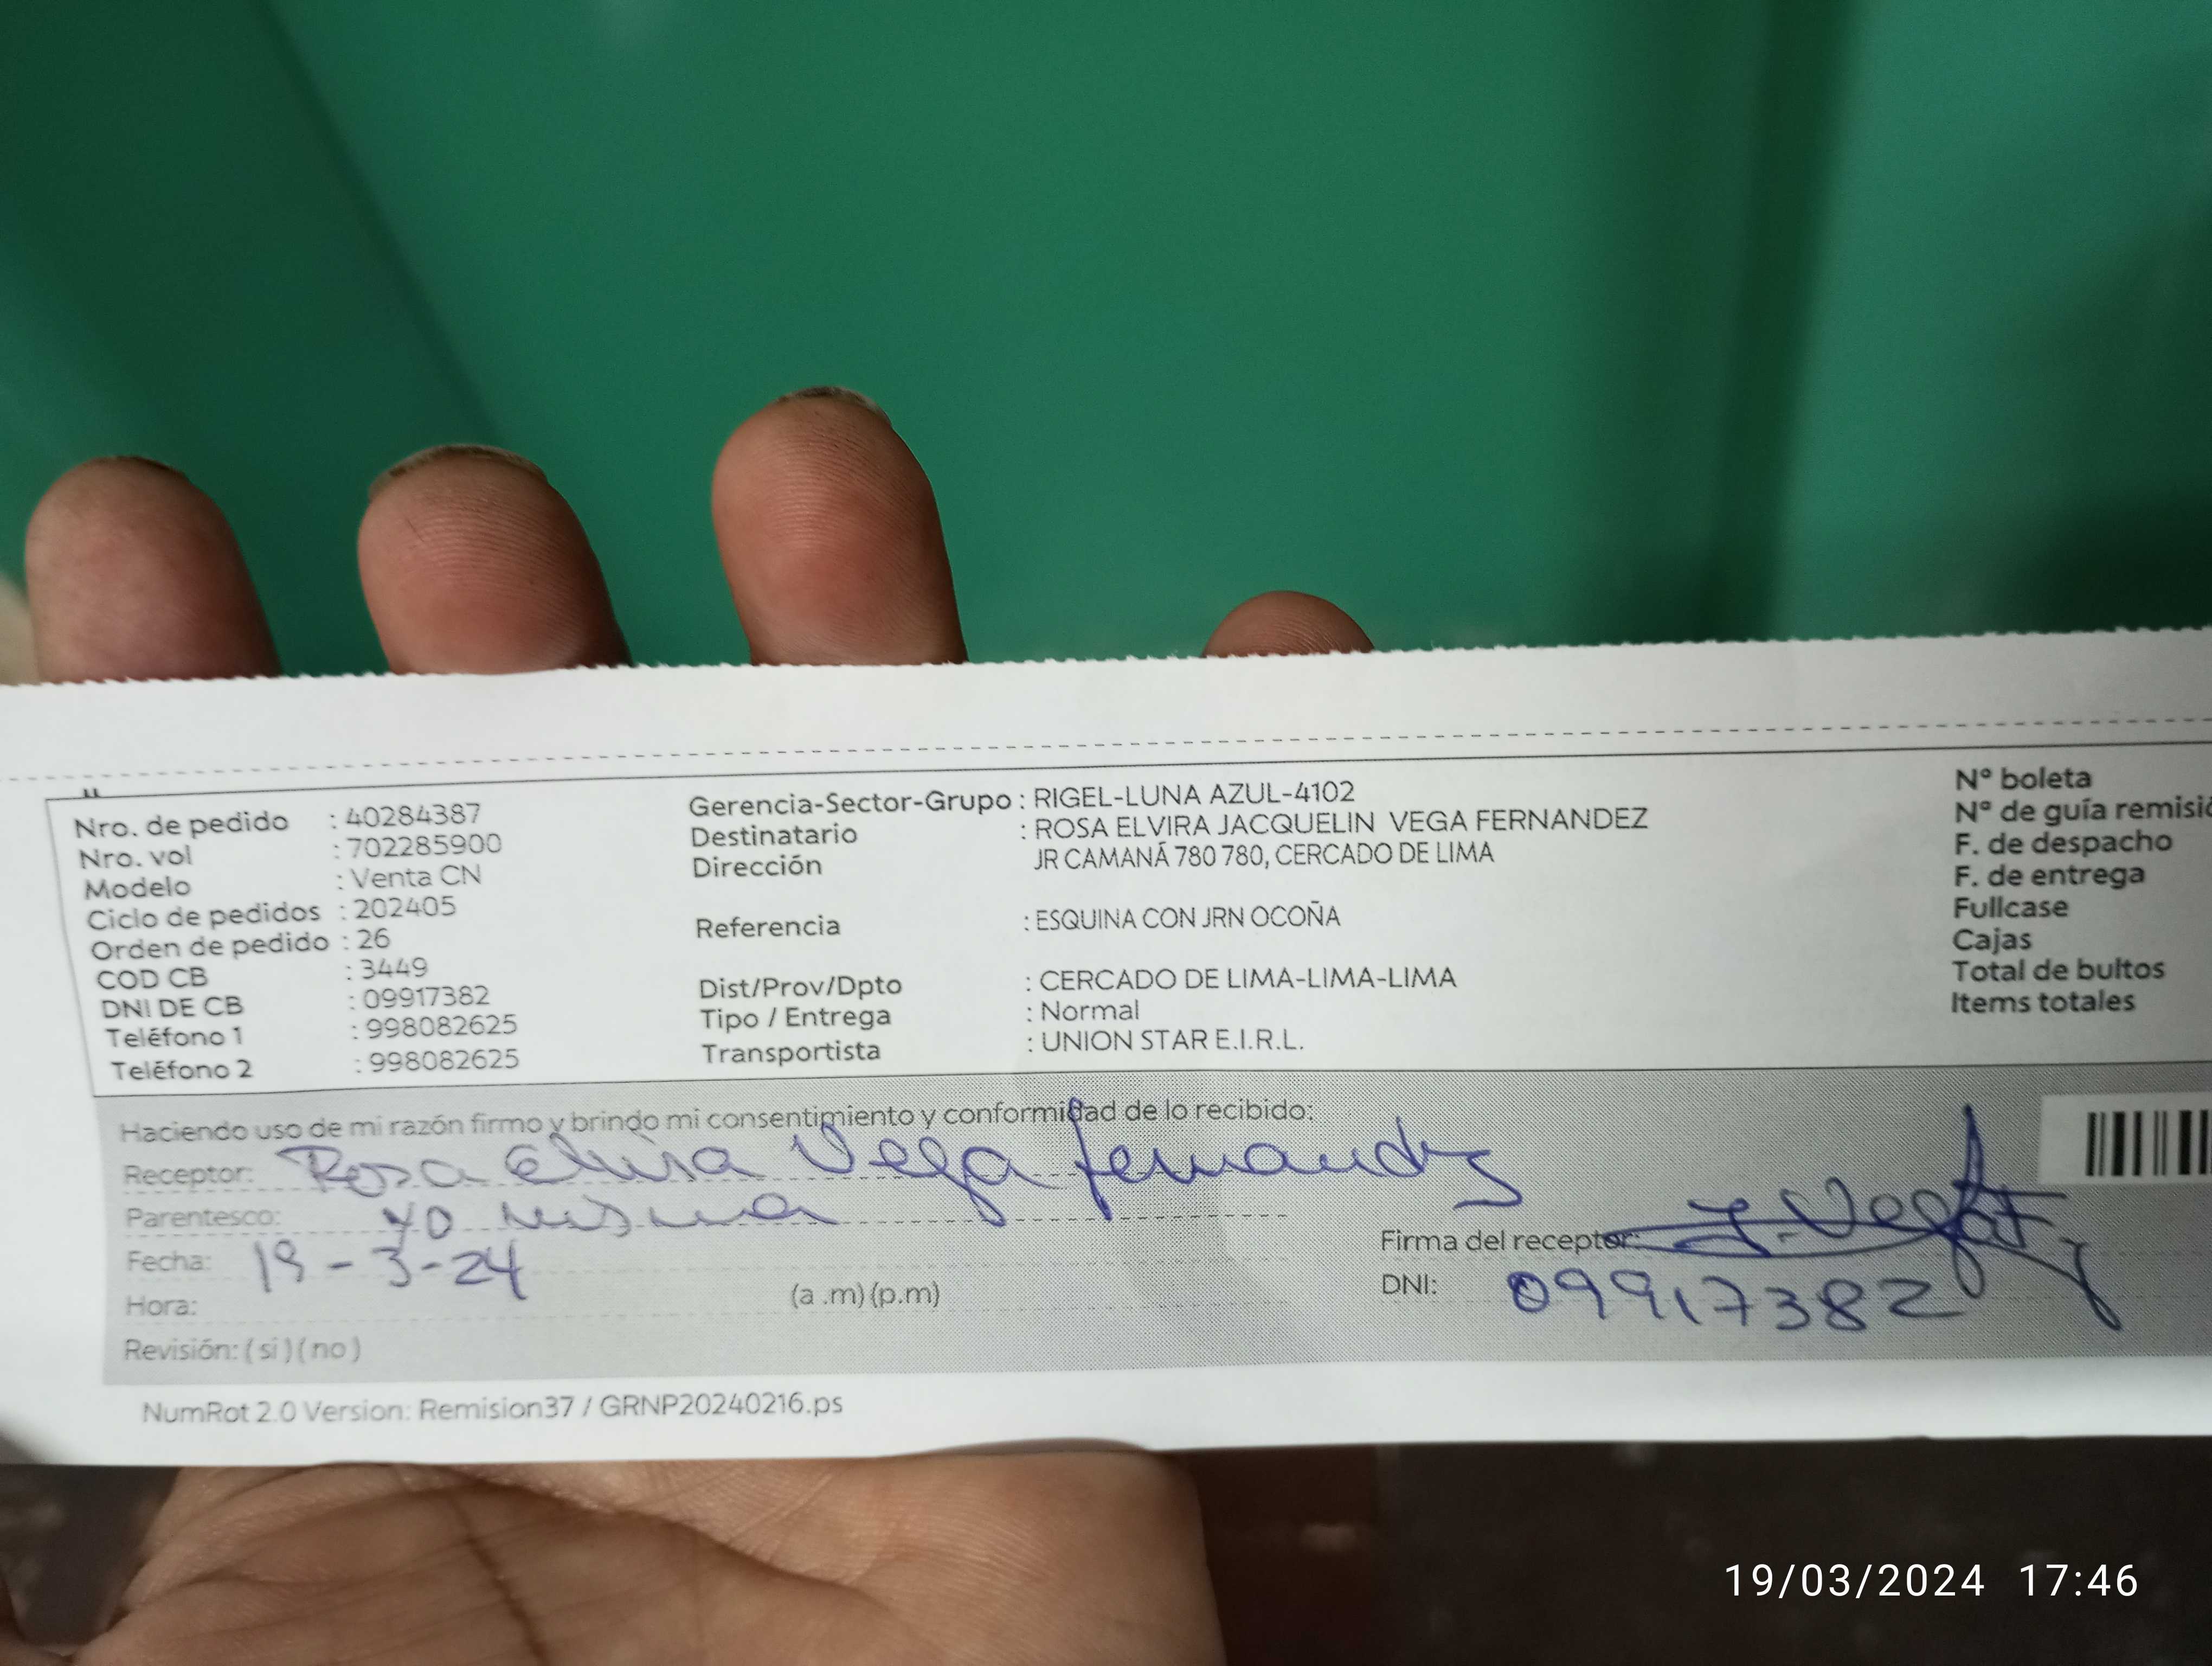 Nro. de pedido : 40284387
Nro. vol : 702285900
Modelo : Venta CN
Ciclo de pedidos : 202405
Orden de pedido : 26
COD CB : 3449
DNI DE CB : 09917382
Teléfono 1 : 998082625
Teléfono 2 : 998082625
Gerencia-Sector-Grupo : RIGEL-LUNA AZUL-4102
Destinatario : ROSA ELVIRA JACQUELIN VEGA FERNANDEZ
Dirección JR CAMANÁ 780 780, CERCADO DE LIMA
Referencia : ESQUINA CON JRN OCOÑA
Dist/Prov/Dpto : CERCADO DE LIMA-LIMA-LIMA
Tipo / Entrega : Normal
Transportista : UNION STAR E.I.R.L.
Nº boleta
Nº de guía remisió
F. de despacho
F. de entrega
Fullcase
Cajas
Total de bultos
Items totales
Haciendo uso de mi razón firmo y brindo mi consentimiento y conformidad de lo recibido:
Receptor: Rosa Elvira Vega Fernandez
Parentesco: yo misma
Fecha: 19-3-24
Hora: (a .m) (p.m)
Revisión: ( si ) ( no )
Firma del receptor: J. Vega F
DNI: 09917382
NumRot 2.0 Version: Remision37 / GRNP20240216.ps
19/03/2024 17:46